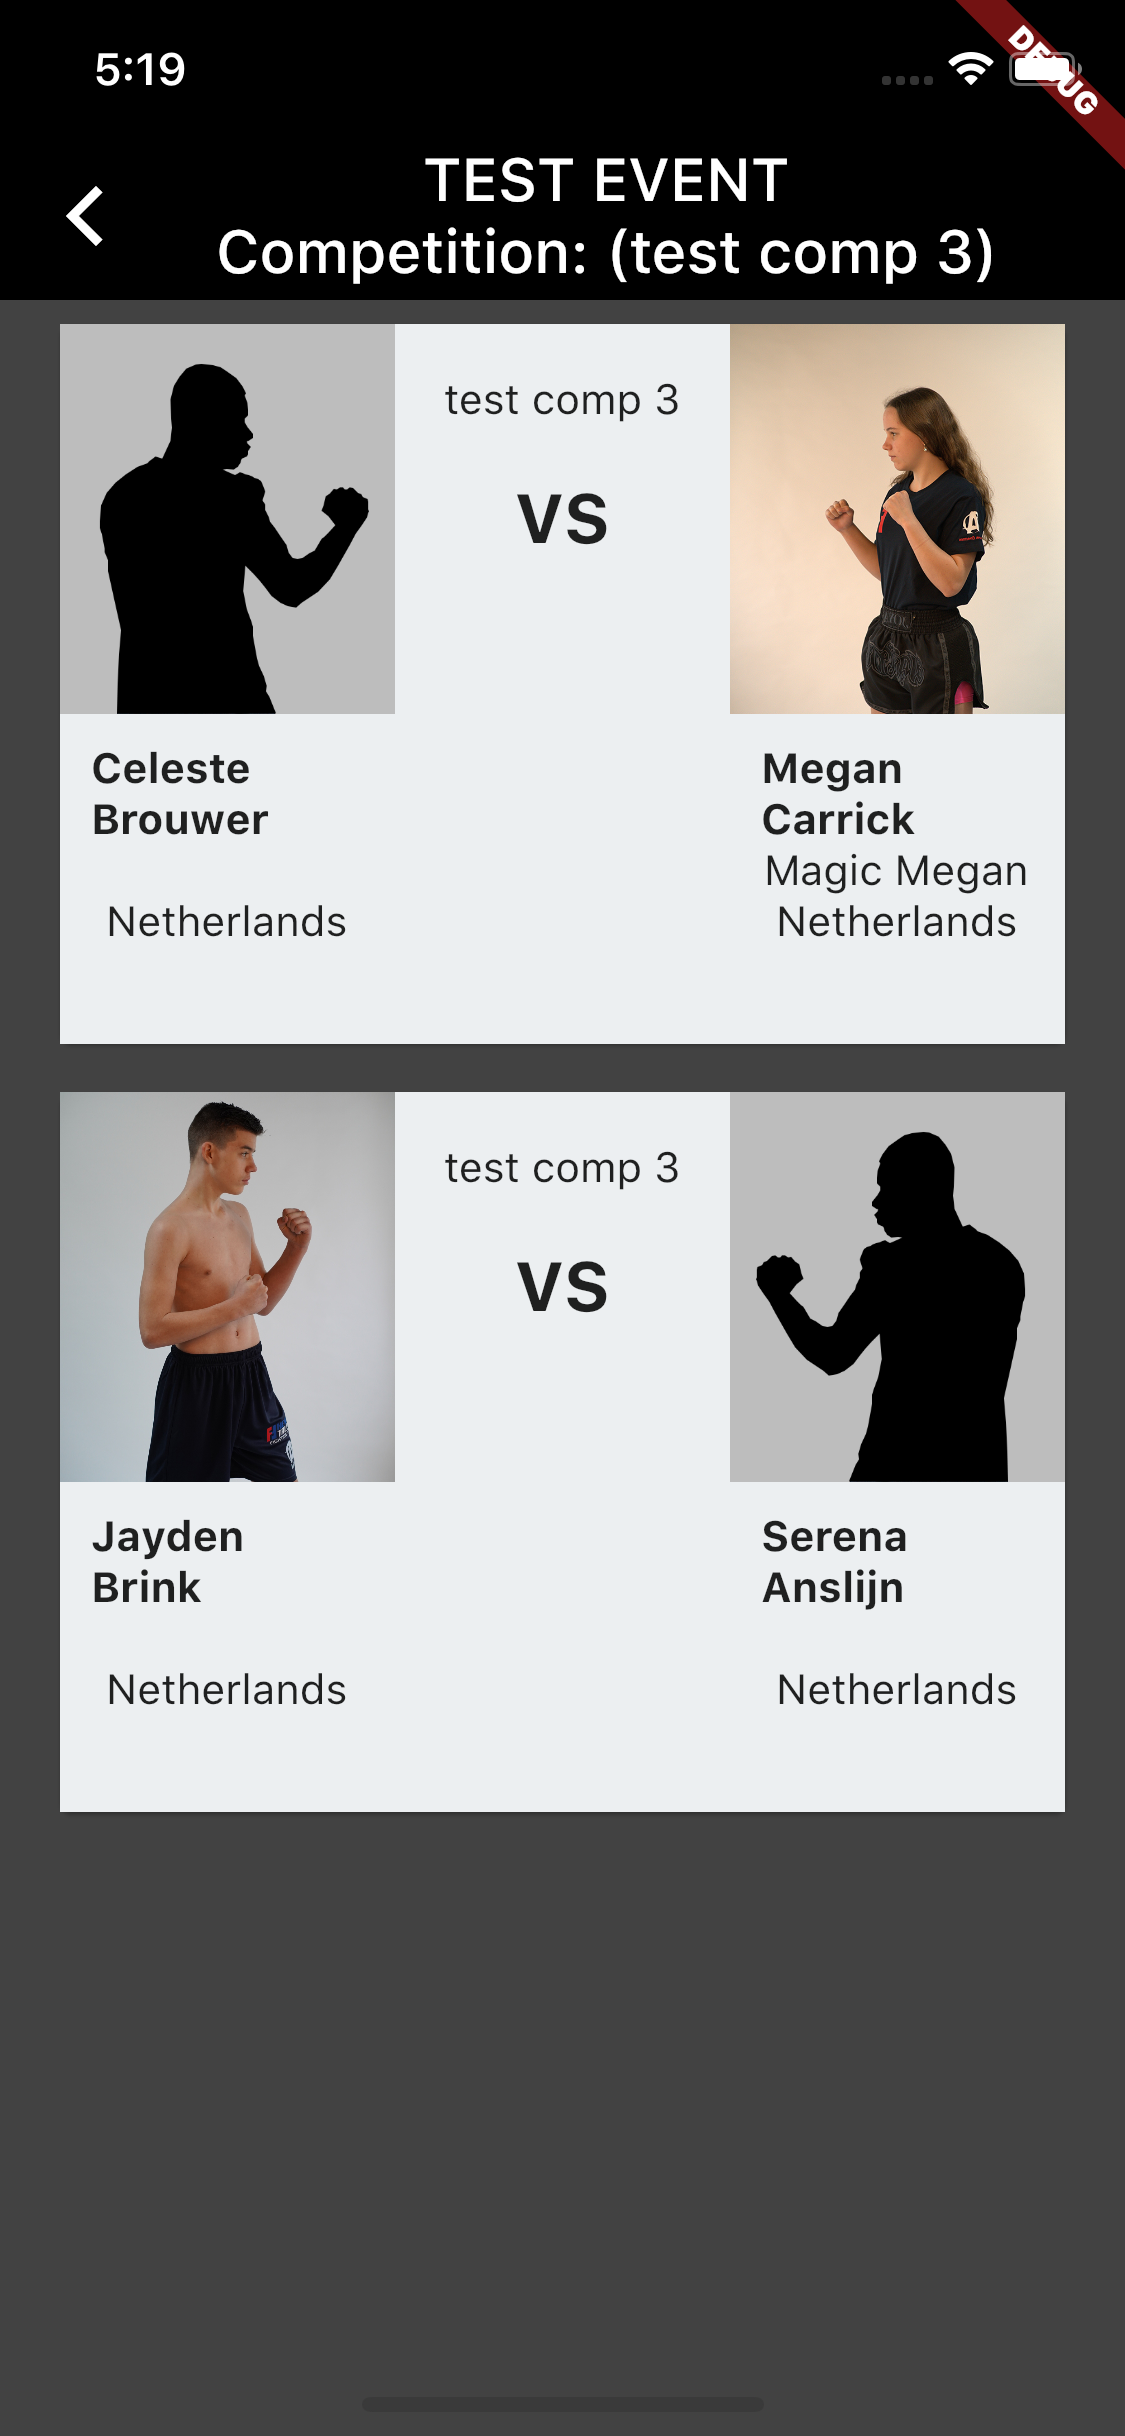 5:19
DEBUG
TEST EVENT
Competition: (test comp 3)
test comp 3
VS
Celeste
Brouwer
Netherlands
Megan
Carrick
Magic Megan
Netherlands
test comp 3
VS
Jayden
Brink
Netherlands
Serena
Anslijn
Netherlands